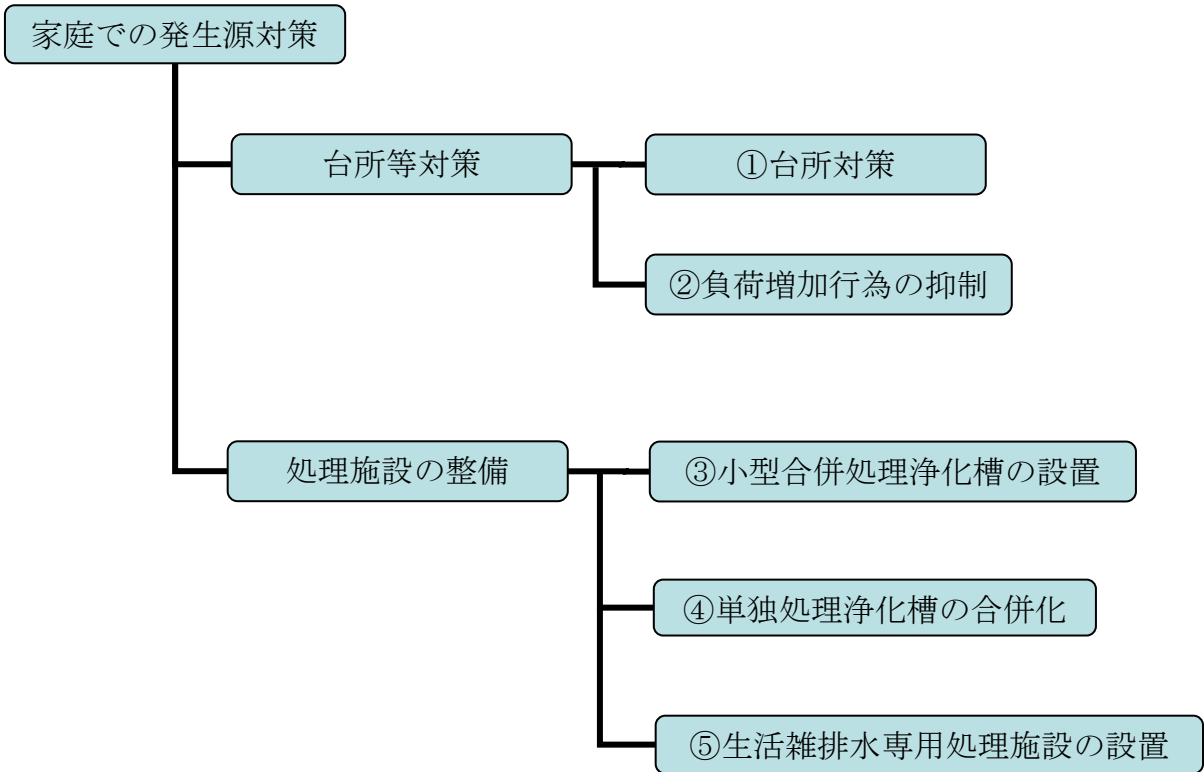 家庭での発生源対策
台所等対策
①台所対策
②負荷増加行為の抑制
処理施設の整備
③小型合併処理浄化槽の設置
④単独処理浄化槽の合併化
⑤生活雑排水専用処理施設の設置